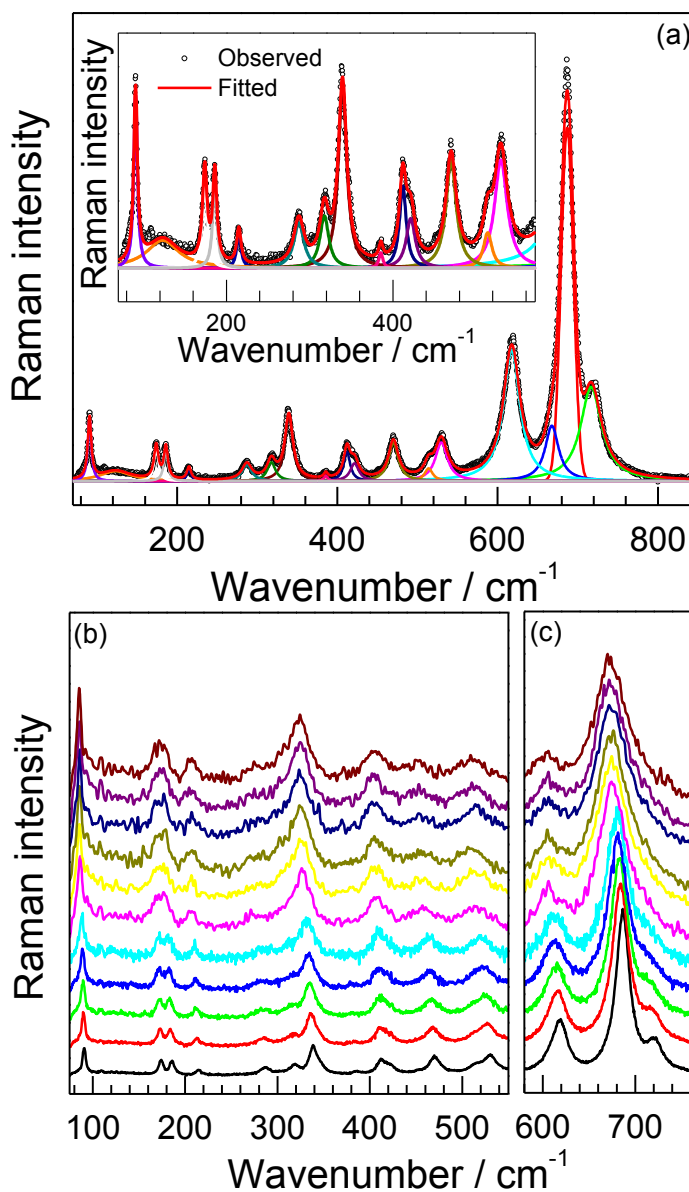 (a)
Observed
Fitted
Raman intensity
200 400
Wavenumber / cm-1
Raman intensity
200 400 600 800
Wavenumber / cm-1
(b) (c)
Raman intensity
100 200 300 400 500 600 700
Wavenumber / cm-1